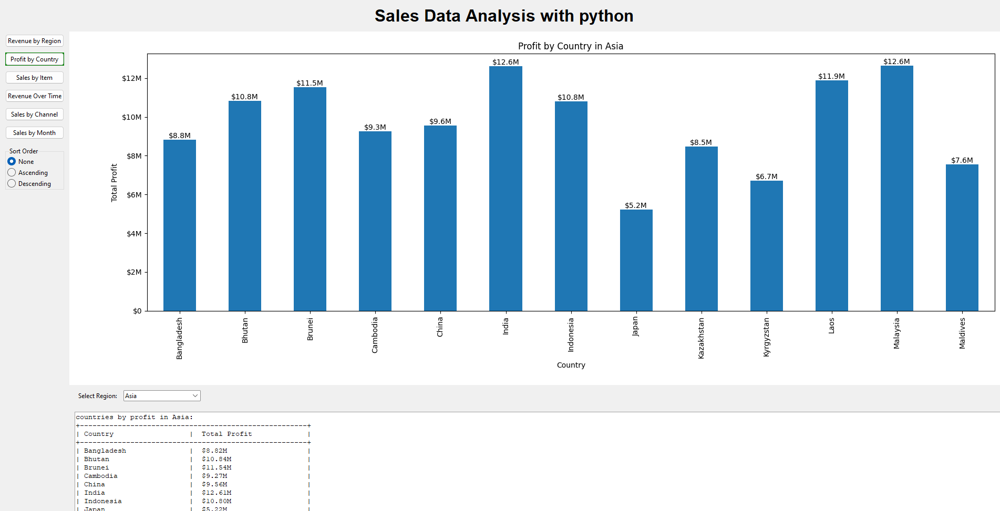 Sales Data Analysis with python
Revenue by Region
Profit by Country
Sales by Item
Revenue Over Time
Sales by Channel
Sales by Month
Sort Order
None
Ascending
Descending
Profit by Country in Asia
Total Profit
$12M
$10M
$8M
$6M
$4M
$2M
$0
$8.8M
$10.8M
$11.5M
$9.3M
$9.6M
$12.6M
$10.8M
$5.2M
$8.5M
$6.7M
$11.9M
$12.6M
$7.6M
Bangladesh
Bhutan
Brunei
Cambodia
China
India
Indonesia
Japan
Kazakhstan
Kyrgyzstan
Laos
Malaysia
Maldives
Country
Select Region: Asia
countries by profit in Asia:
+------------------------------------------------------+
| Country | Total Profit |
+------------------------------------------------------+
| Bangladesh | $8.82M |
| Bhutan | $10.84M |
| Brunei | $11.54M |
| Cambodia | $9.27M |
| China | $9.56M |
| India | $12.61M |
| Indonesia | $10.80M |
| Japan | $5.22M |